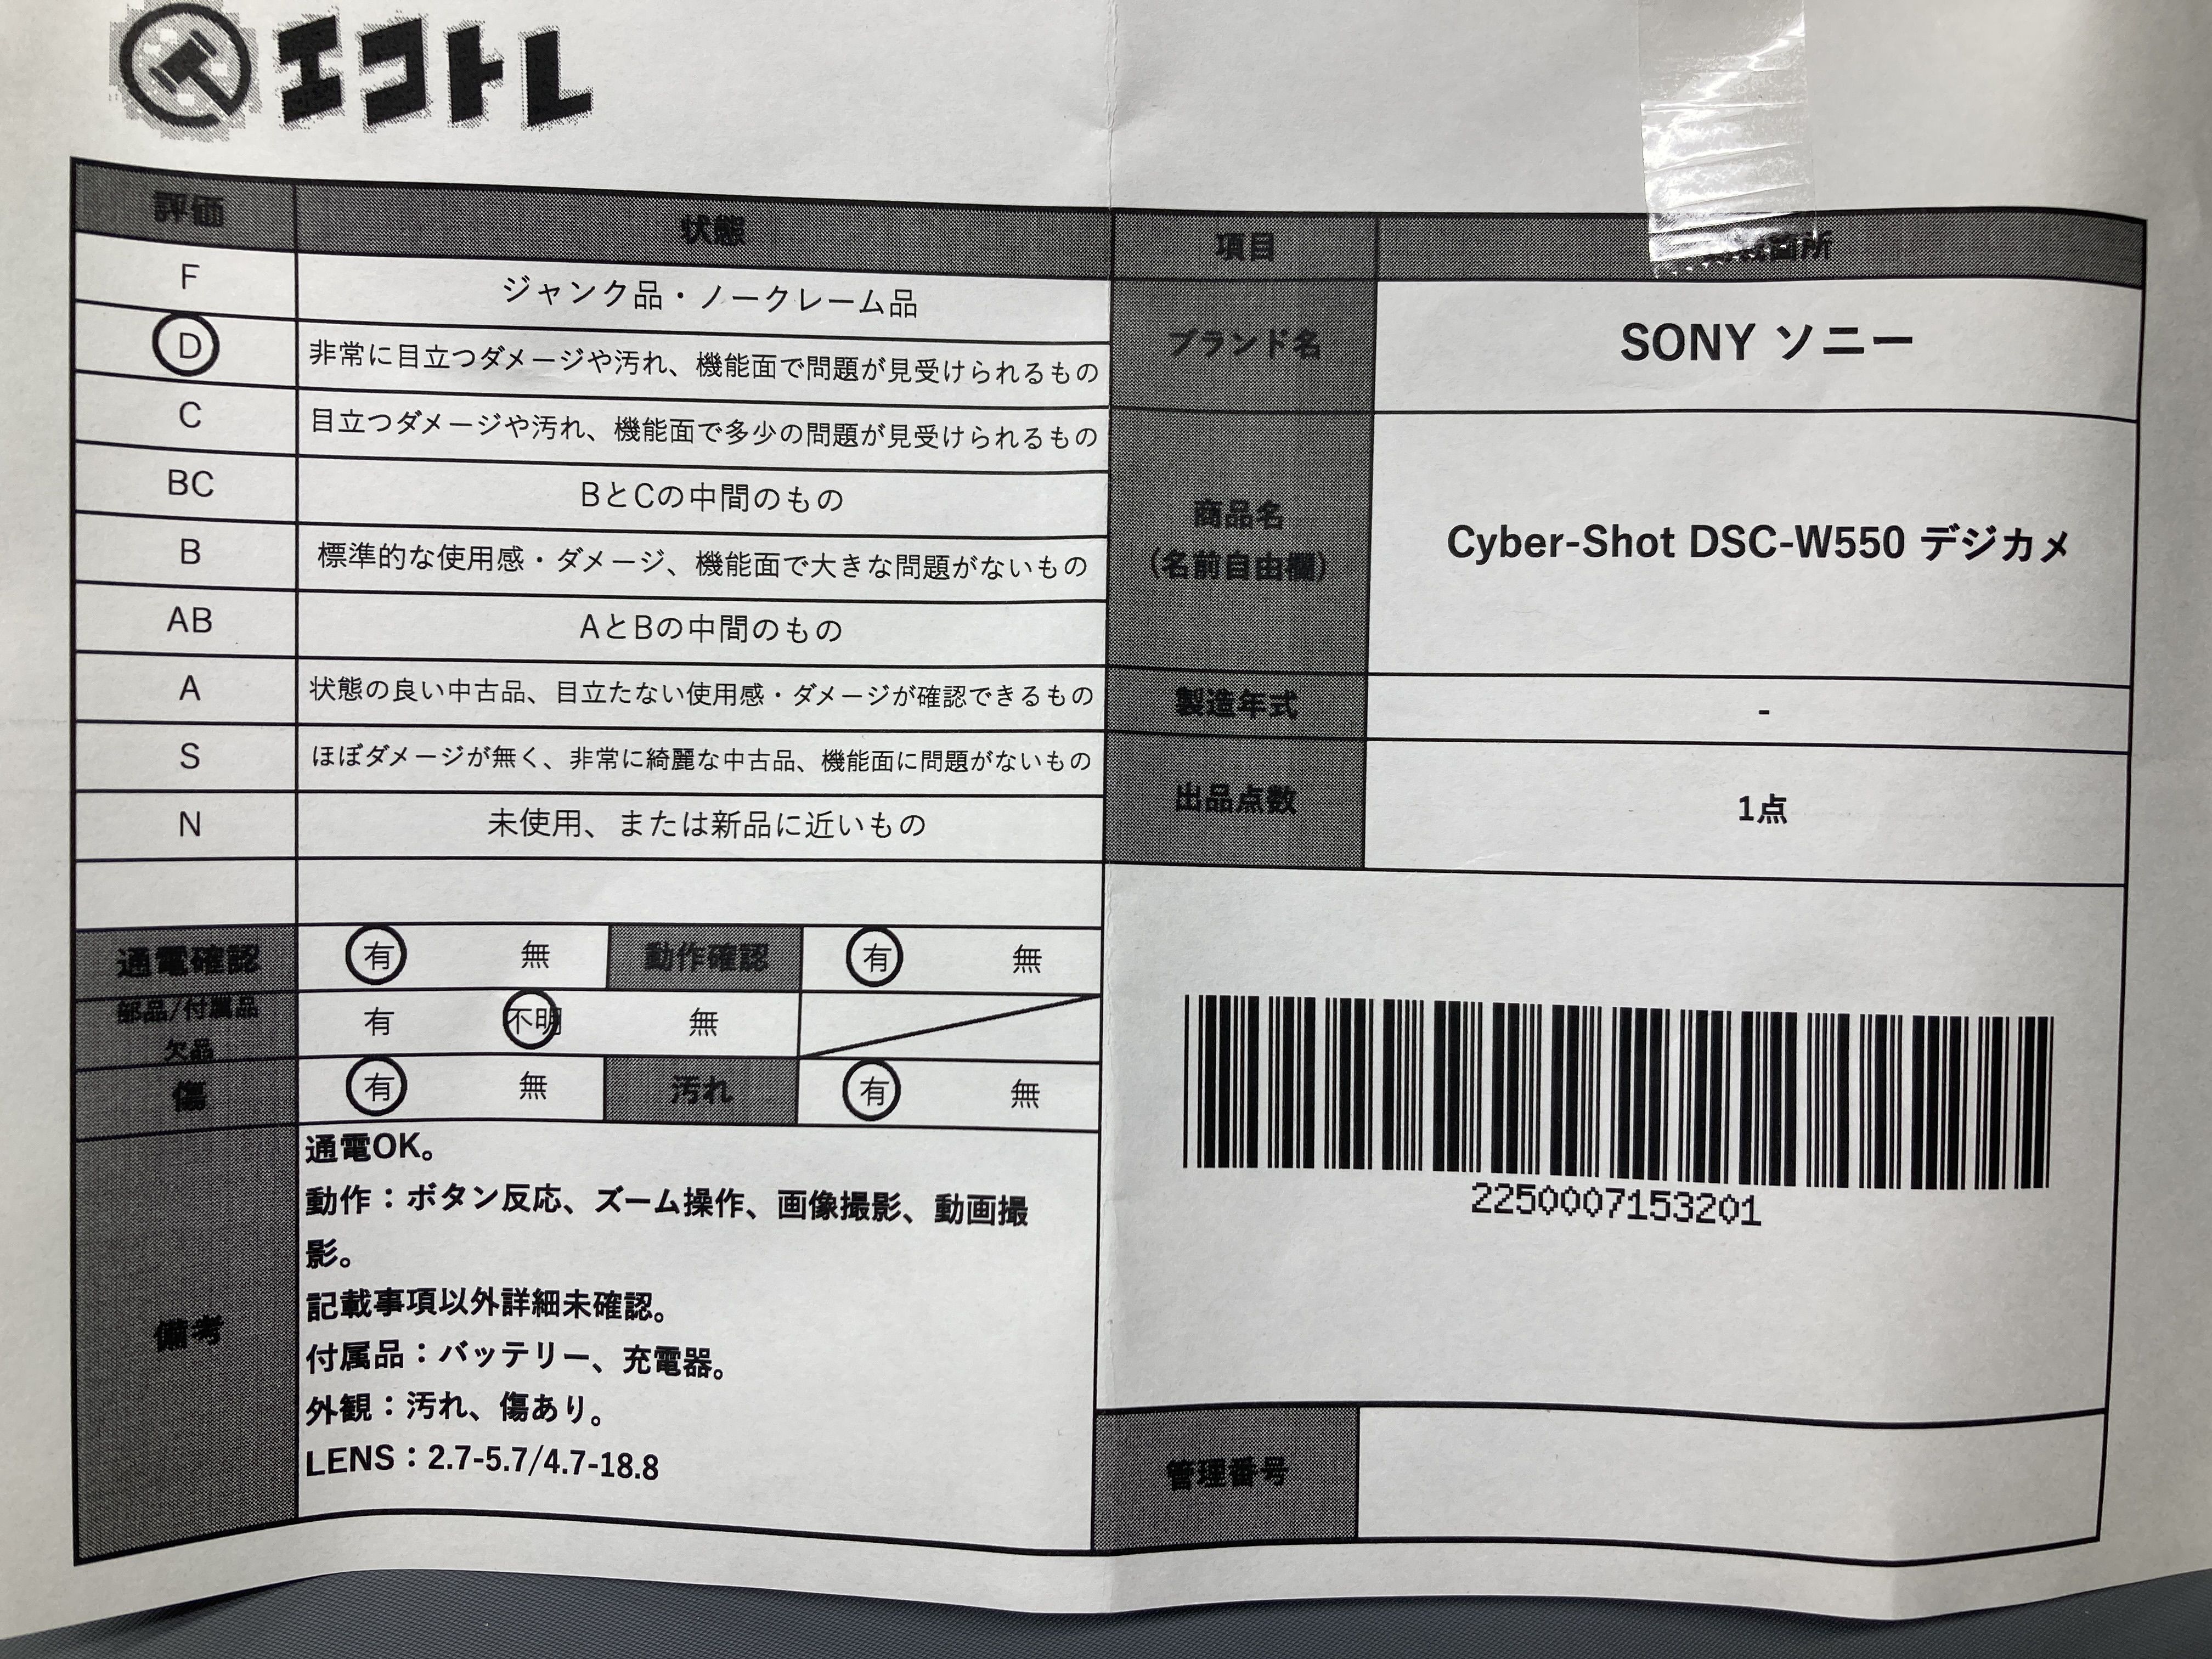 エコトレ
評価 状態
F ジャンク品・ノークレーム品
D 非常に目立つダメージや汚れ、機能面で問題が見受けられるもの
C 目立つダメージや汚れ、機能面で多少の問題が見受けられるもの
BC BとCの中間のもの
B 標準的な使用感・ダメージ、機能面で大きな問題がないもの
AB AとBの中間のもの
A 状態の良い中古品、目立たない使用感・ダメージが確認できるもの
S ほぼダメージが無く、非常に綺麗な中古品、機能面に問題がないもの
N 未使用、または新品に近いもの
通電確認 有 無 動作確認 有 無
部品/付属品
欠品 有 不明 無
傷 有 無 汚れ 有 無
備考
通電OK。
動作：ボタン反応、ズーム操作、画像撮影、動画撮
影。
記載事項以外詳細未確認。
付属品：バッテリー、充電器。
外観：汚れ、傷あり。
LENS：2.7-5.7/4.7-18.8
項目 箇所
ブランド名 SONY ソニー
商品名
（名前自由欄） Cyber-Shot DSC-W550 デジカメ
製造年式 -
出品点数 1点
2250007153201
管理番号